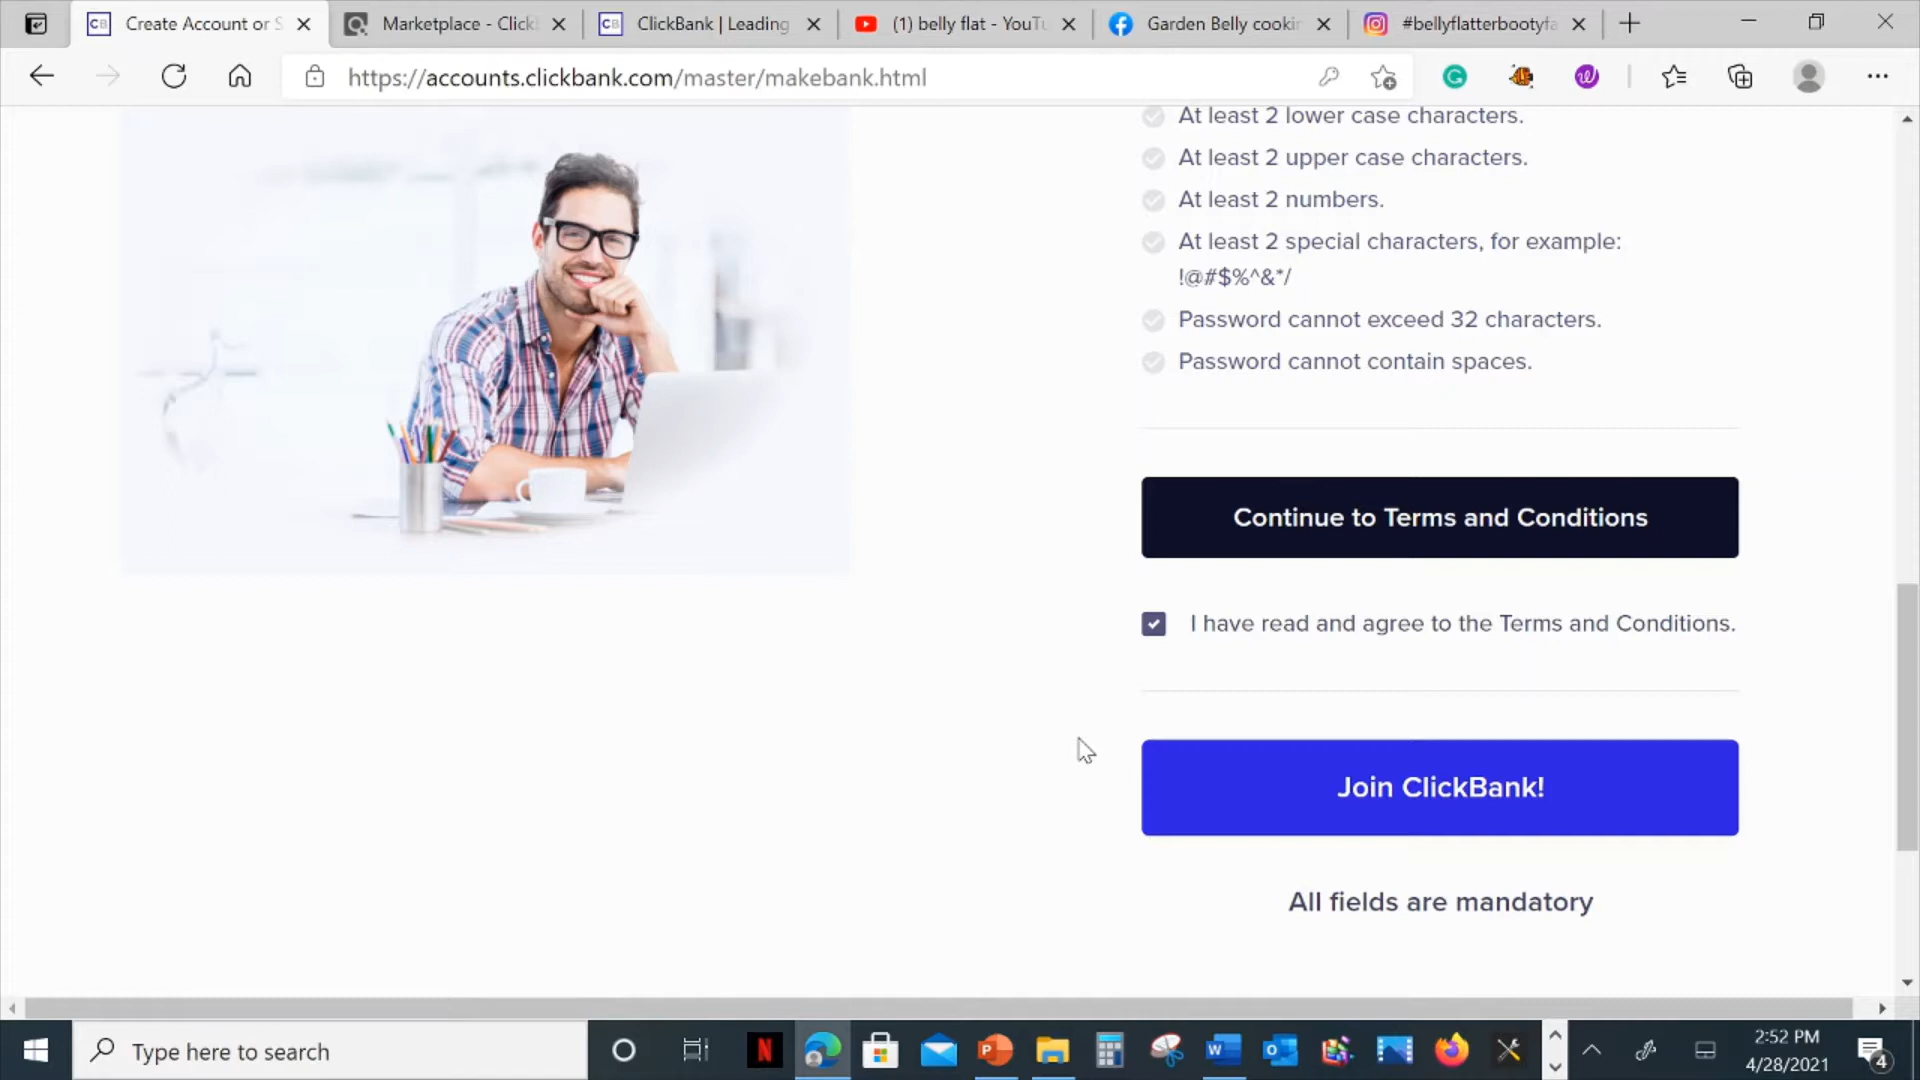 Create Account or S
Marketplace - Click
CB ClickBank | Leading
(1) belly flat - YouTu
Garden Belly cookin
#bellyflatterbootyfa
https://accounts.clickbank.com/master/makebank.html
At least 2 lower case characters.
At least 2 upper case characters.
At least 2 numbers.
At least 2 special characters, for example:
!@#$%^&*/
Password cannot exceed 32 characters.
Password cannot contain spaces.
Continue to Terms and Conditions
I have read and agree to the Terms and Conditions.
Join ClickBank!
All fields are mandatory
Type here to search
2:52 PM
4/28/2021
4